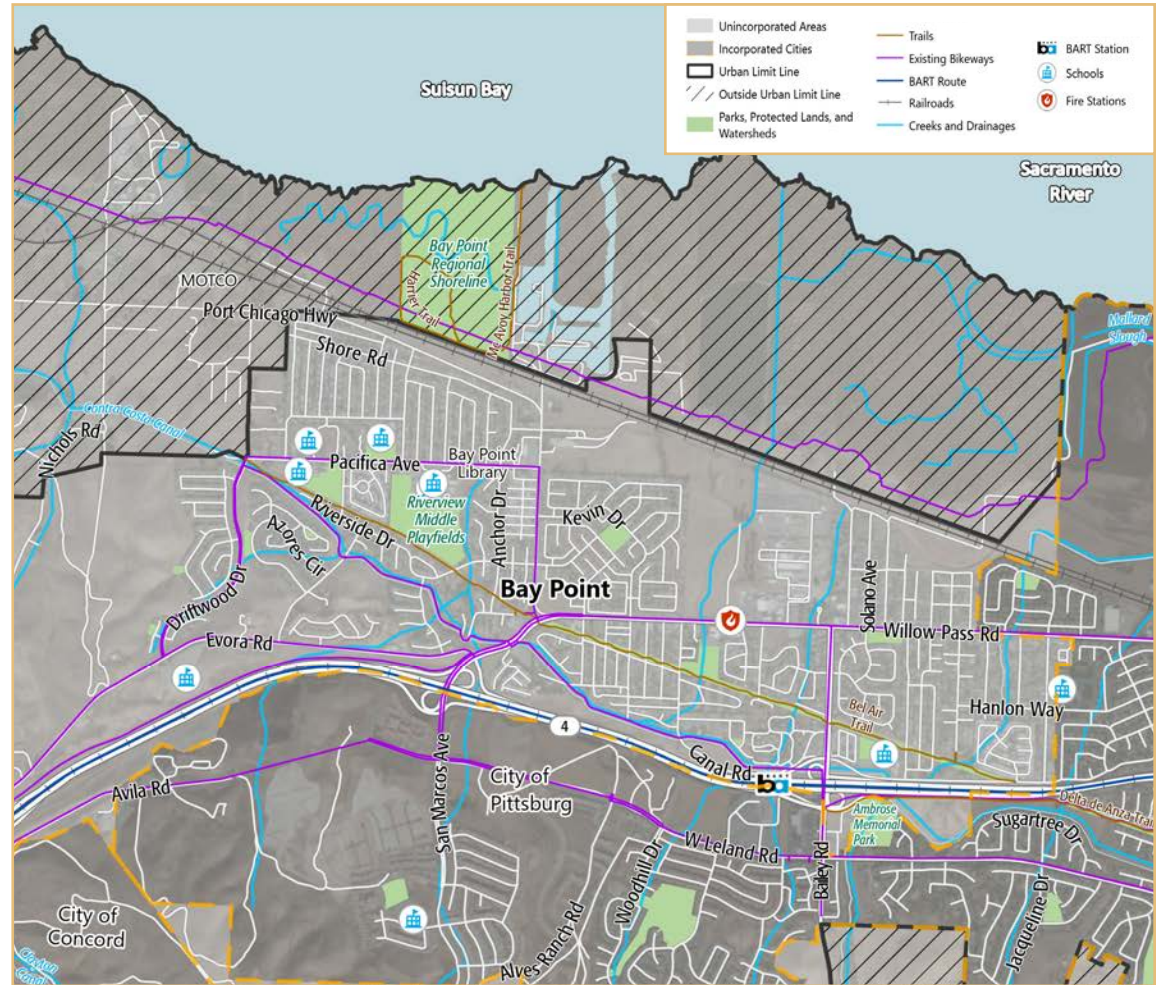 Unincorporated Areas
Incorporated Cities
Urban Limit Line
Outside Urban Limit Line
Parks, Protected Lands, and
Watersheds
Trails
Existing Bikeways
BART Route
Railroads
Creeks and Drainages
ba
BART Station
Schools
Fire Stations
Suisun Bay
Sacramento
River
Bay Point
Regional
Shoreline
Harrier Trail
Mc Avoy Harbor Trail
MOTCO
Port Chicago Hwy
Shore Rd
Mallard
Slough
Contra Costa Canal
Nichols Rd
Pacifica Ave
Bay Point
Library
Riverview
Middle
Playfields
Riverside Dr
Azores Cir
Anchor Dr
Kevin Dr
Driftwood Dr
Bay Point
Solano Ave
Willow Pass Rd
Evora Rd
Hanlon Way
Bel Air
Trail
4
Canal Rd
ba
San Marcos Ave
City of
Pittsburg
Avila Rd
Ambrose
Memorial
Park
Delta de Anza Trail
Sugartree Dr
W Leland Rd
Bailey Rd
Woodhill Dr
Jacqueline Dr
Alves Ranch Rd
City of
Concord
Clayton
Canal